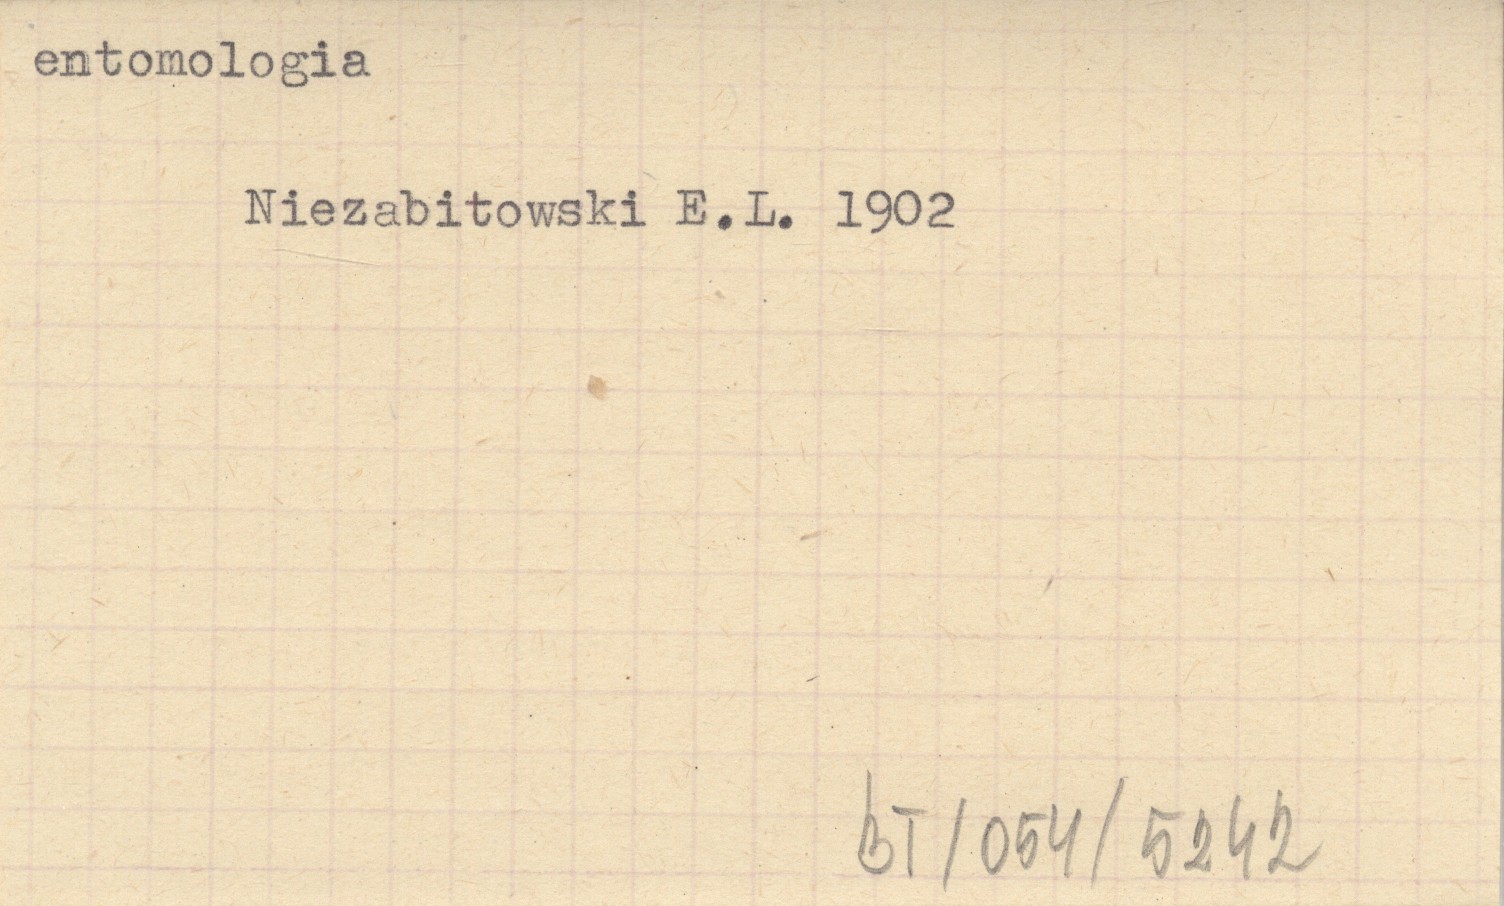 entomologia
Niezabitowski E.L. 1902
BT/054/5242